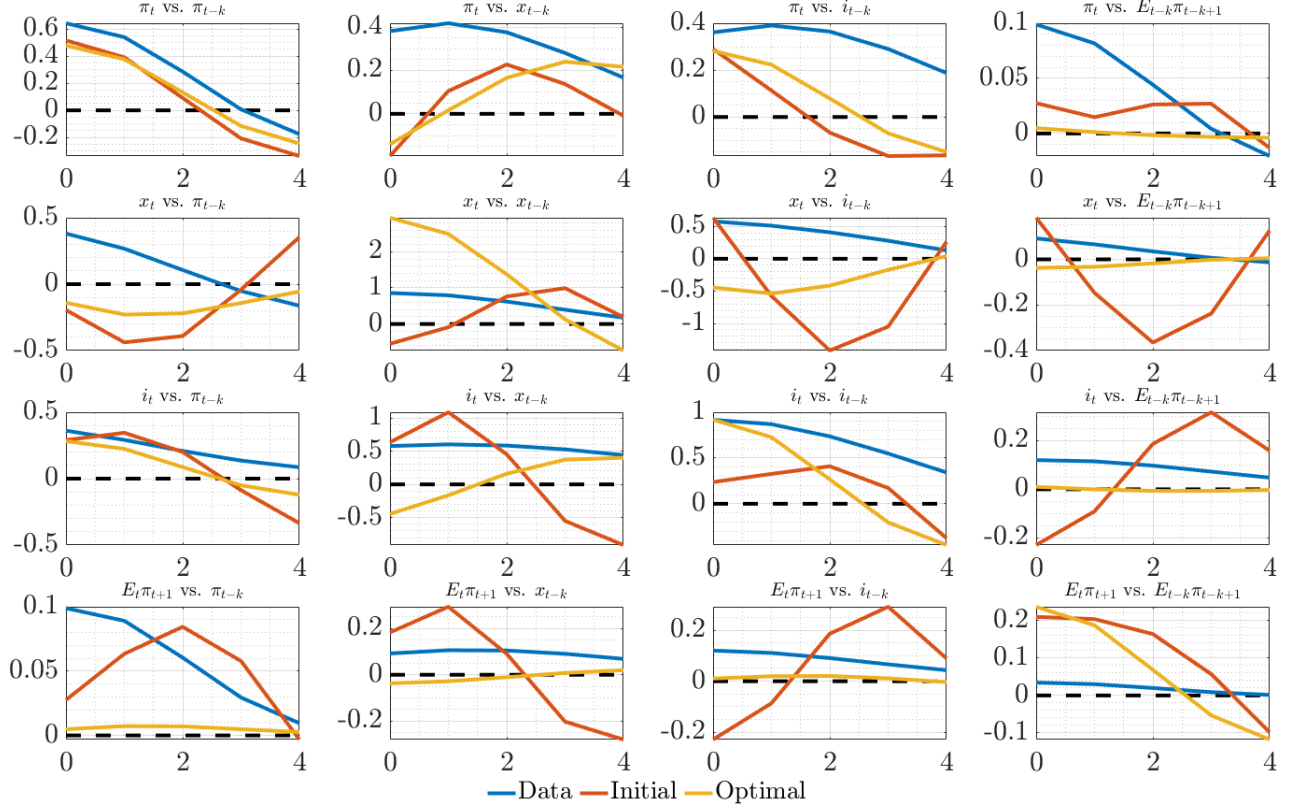 π_t vs. π_{t−k}
0.6
0.4
0.2
0
-0.2
0 2 4
π_t vs. x_{t−k}
0.4
0.2
0
0 2 4
π_t vs. i_{t−k}
0.4
0.2
0
0 2 4
π_t vs. E_{t−k}π_{t−k+1}
0.1
0.05
0
0 2 4
x_t vs. π_{t−k}
0.5
0
-0.5
0 2 4
x_t vs. x_{t−k}
2
1
0
0 2 4
x_t vs. i_{t−k}
0.5
0
-0.5
-1
0 2 4
x_t vs. E_{t−k}π_{t−k+1}
0
-0.2
-0.4
0 2 4
i_t vs. π_{t−k}
0.5
0
-0.5
0 2 4
i_t vs. x_{t−k}
1
0.5
0
-0.5
0 2 4
i_t vs. i_{t−k}
1
0.5
0
0 2 4
i_t vs. E_{t−k}π_{t−k+1}
0.2
0
-0.2
0 2 4
E_tπ_{t+1} vs. π_{t−k}
0.1
0.05
0
0 2 4
E_tπ_{t+1} vs. x_{t−k}
0.2
0
-0.2
0 2 4
E_tπ_{t+1} vs. i_{t−k}
0.2
0
-0.2
0 2 4
E_tπ_{t+1} vs. E_{t−k}π_{t−k+1}
0.2
0.1
0
-0.1
0 2 4
Data Initial Optimal